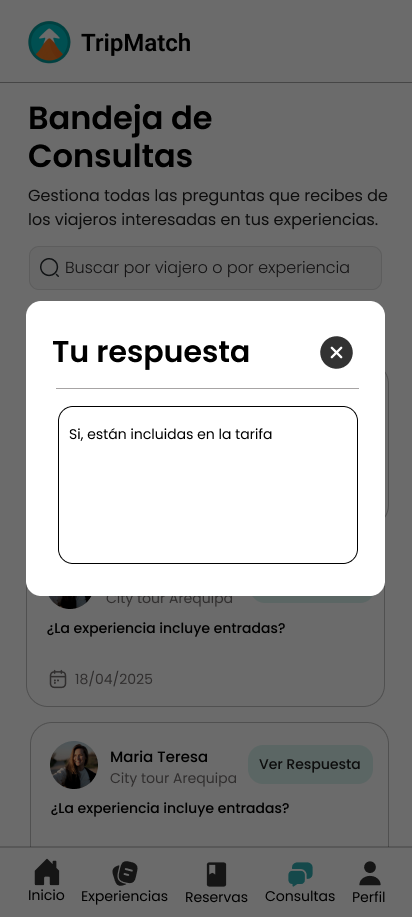 TripMatch
Bandeja de
Consultas
Gestiona todas las preguntas que recibes de
los viajeros interesadas en tus experiencias.
Buscar por viajero o por experiencia
Tu respuesta
Si, están incluidas en la tarifa
City tour Arequipa
¿La experiencia incluye entradas?
18/04/2025
Maria Teresa
Ver Respuesta
City tour Arequipa
¿La experiencia incluye entradas?
Inicio
Experiencias
Reservas
Consultas
Perfil